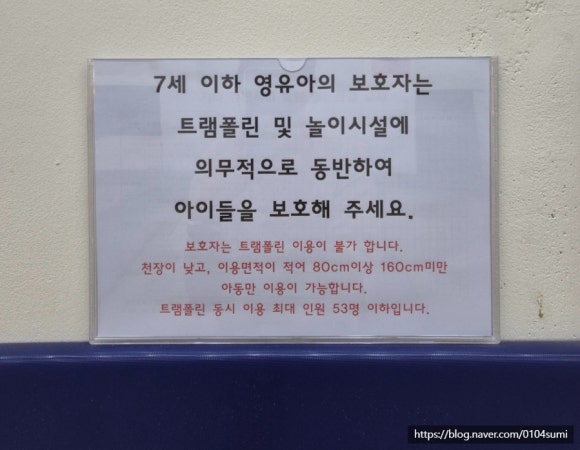 7세 이하 영유아의 보호자는
트램폴린 및 놀이시설에
의무적으로 동반하여
아이들을 보호해 주세요.
보호자는 트램플린 이용이 불가 합니다.
천장이 낮고, 이용면적이 적어 80cm이상 160cm미만
아동만 이용이 가능합니다.
트램폴린 동시 이용 최대 인원 53명 이하입니다.
https://blog.naver.com/0104sumi